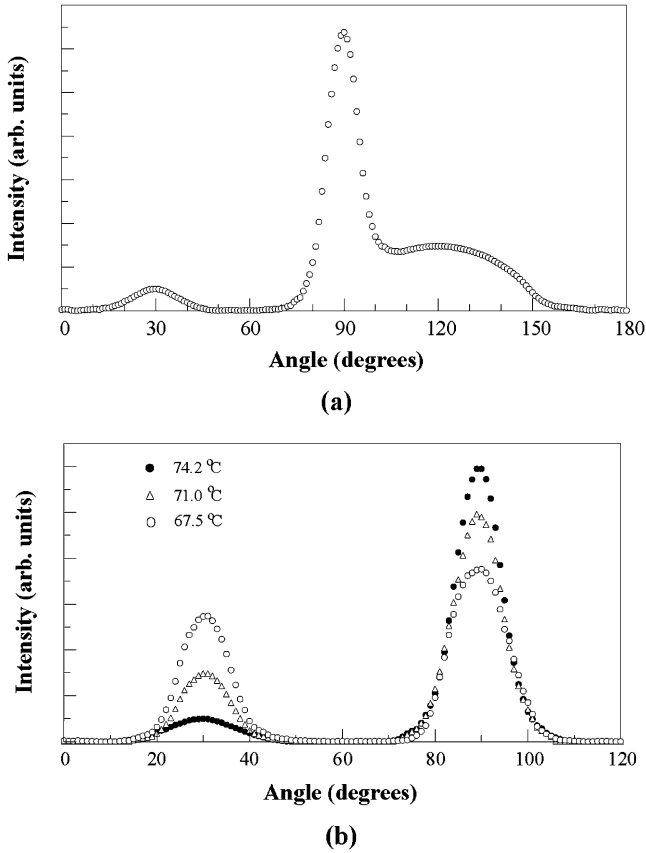 Intensity (arb. units)
0 30 60 90 120 150 180
Angle (degrees)
(a)
74.2 °C
71.0 °C
67.5 °C
Intensity (arb. units)
0 20 40 60 80 100 120
Angle (degrees)
(b)